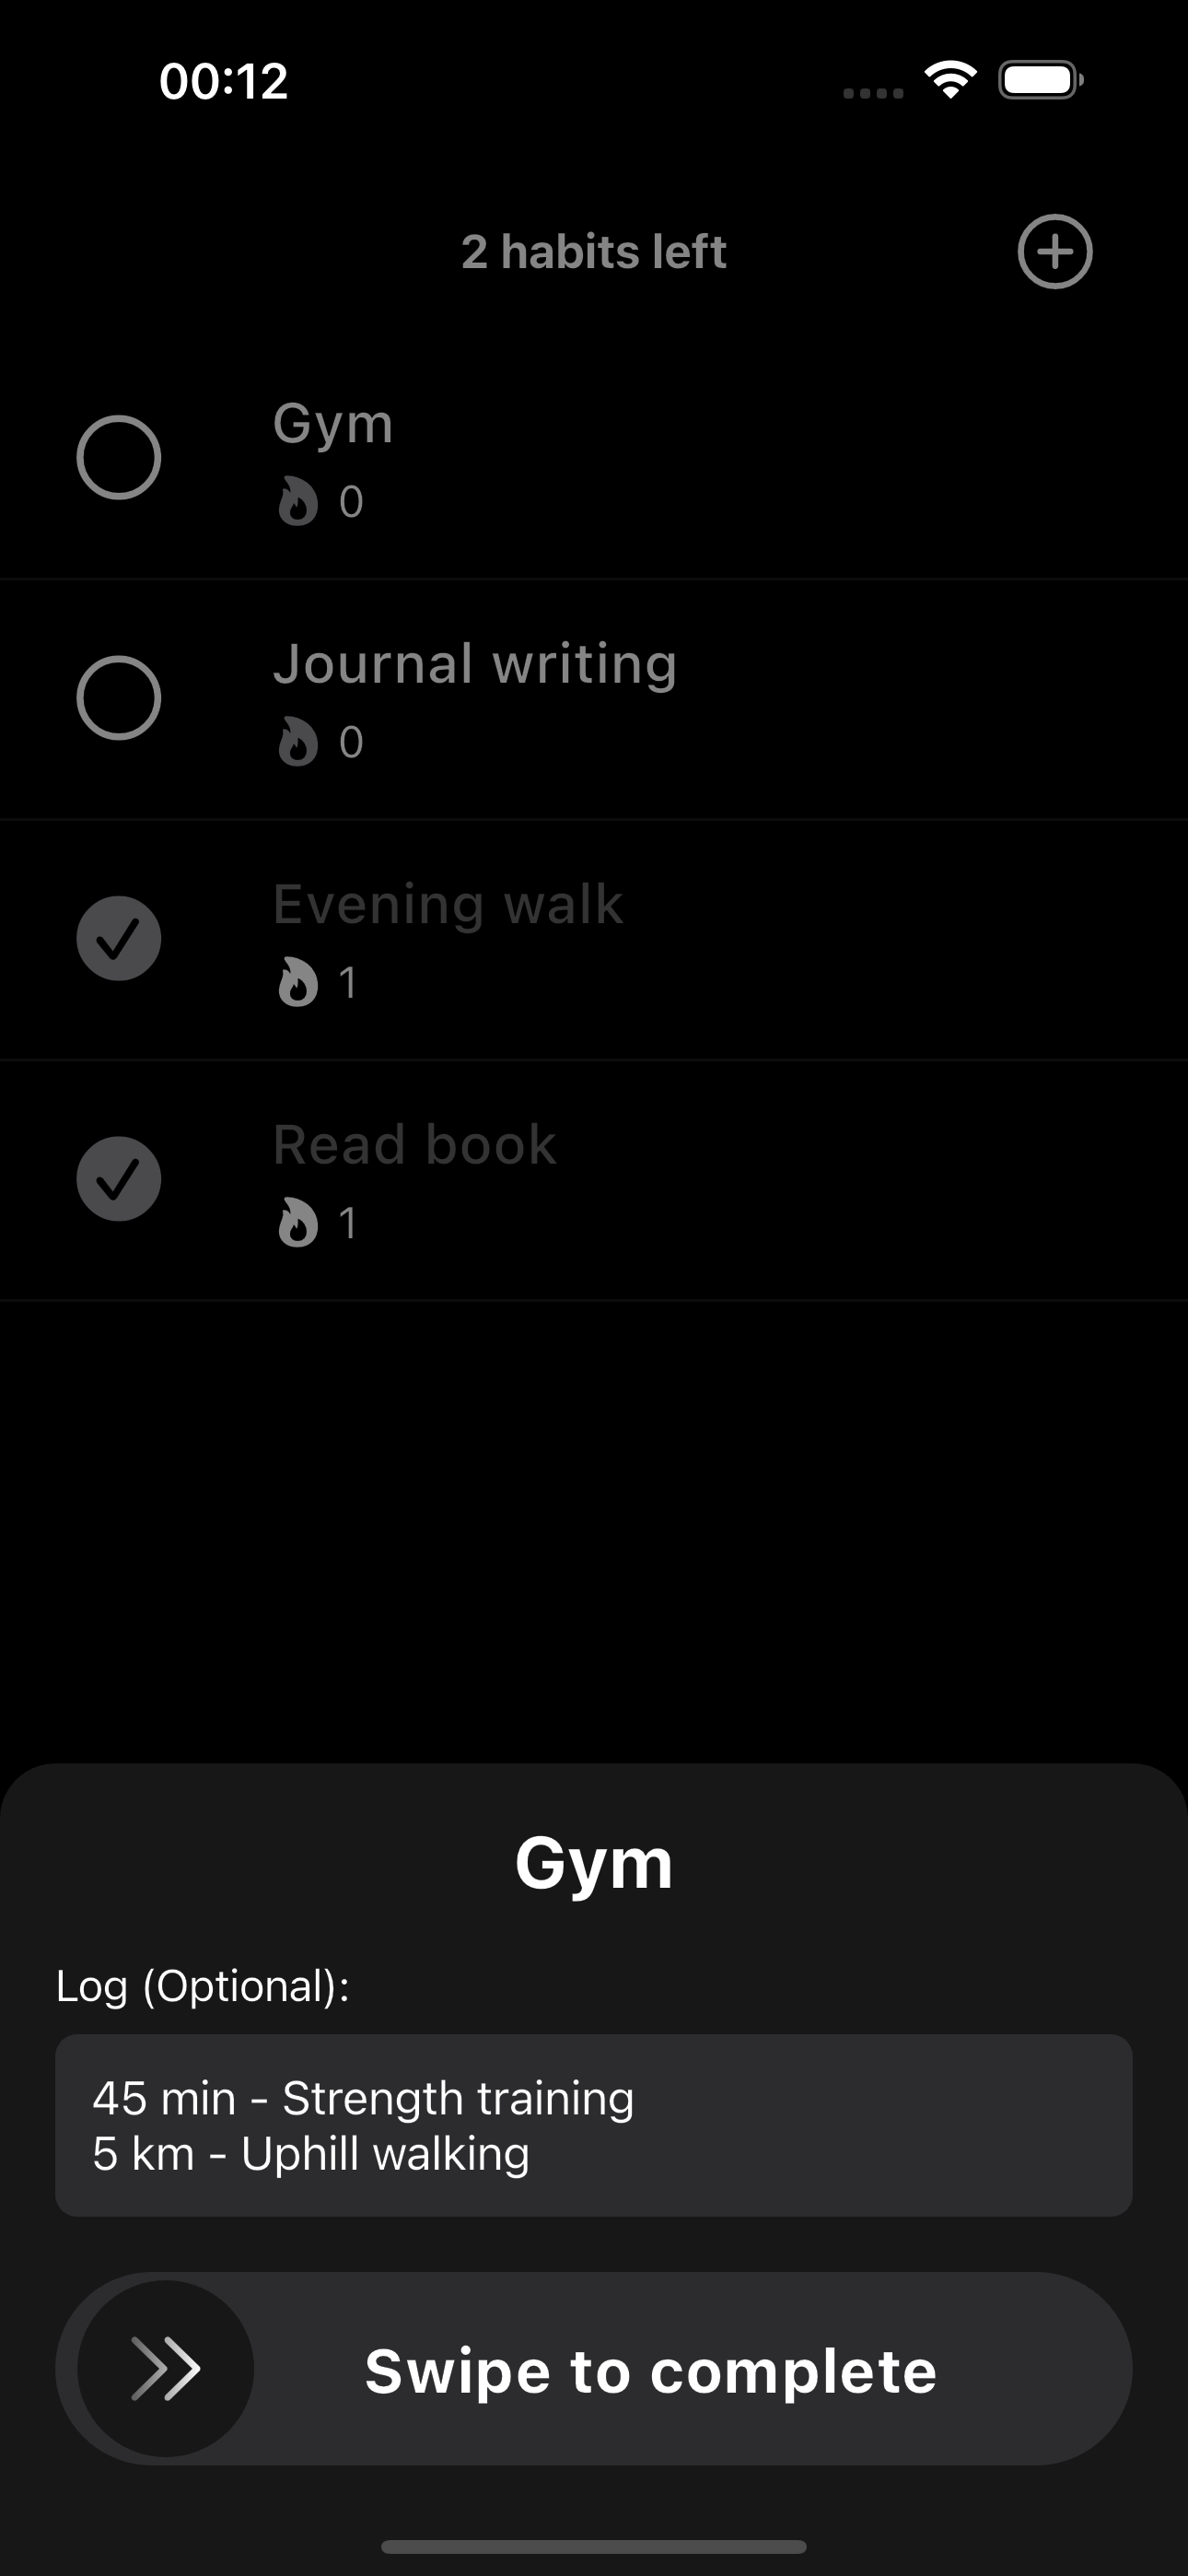 00:12
2 habits left
Gym
0
Journal writing
0
Evening walk
1
Read book
1
Gym
Log (Optional):
45 min - Strength training
5 km - Uphill walking
Swipe to complete